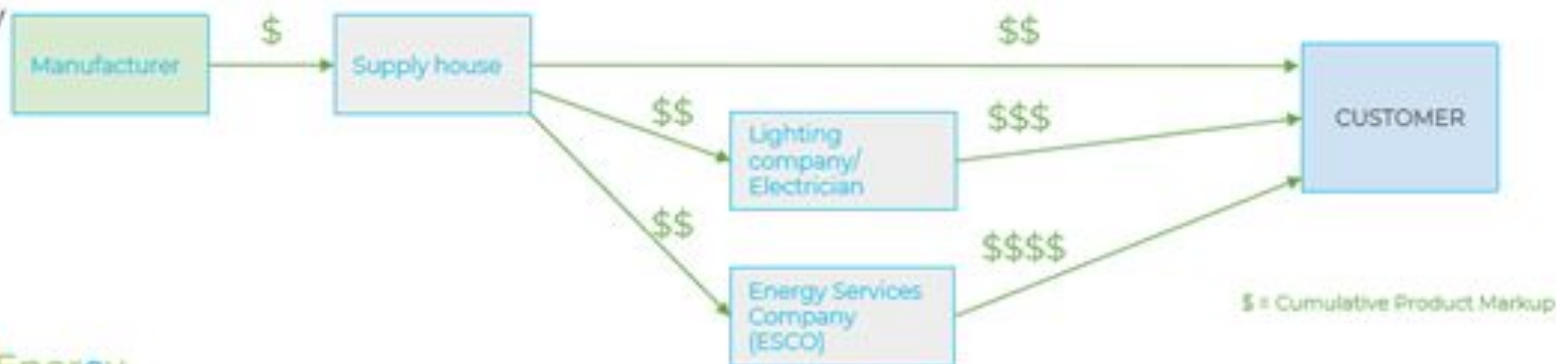 Manufacturer
$
Supply house
$$
CUSTOMER
$$
Lighting
company/
Electrician
$$$
$$
Energy Services
Company
(ESCO)
$$$$
$ = Cumulative Product Markup